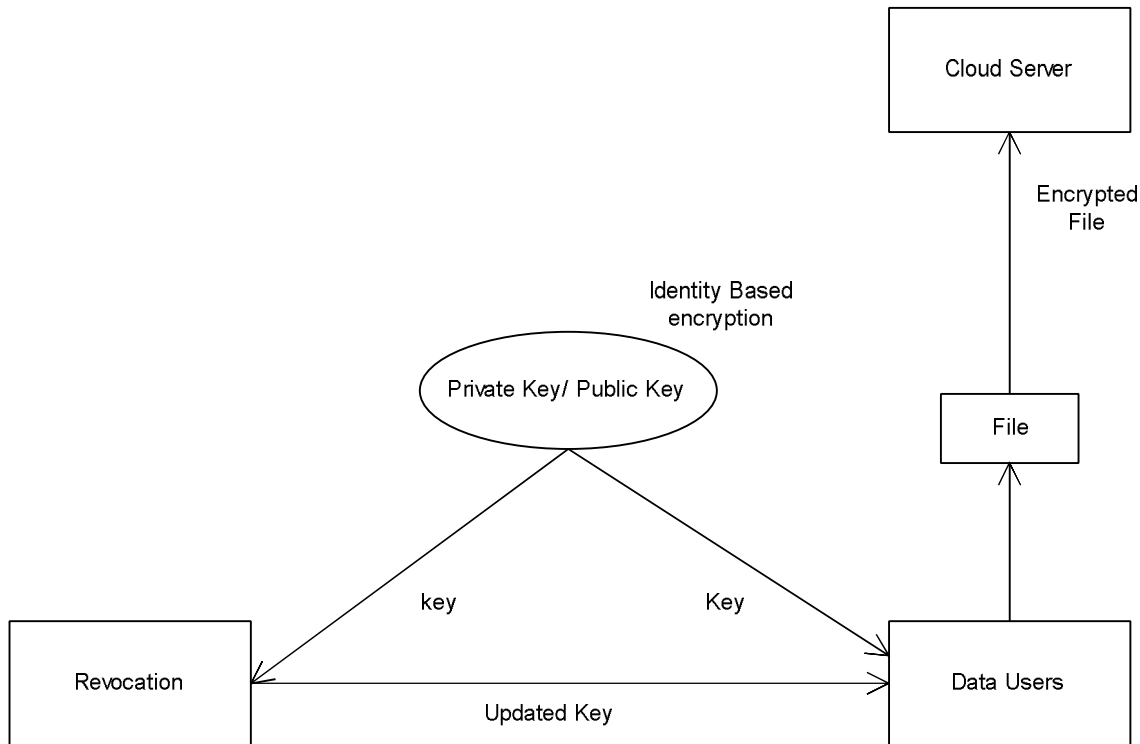 Cloud Server
Encrypted
File
Identity Based
encryption
Private Key/ Public Key
File
key
Key
Revocation
Data Users
Updated Key